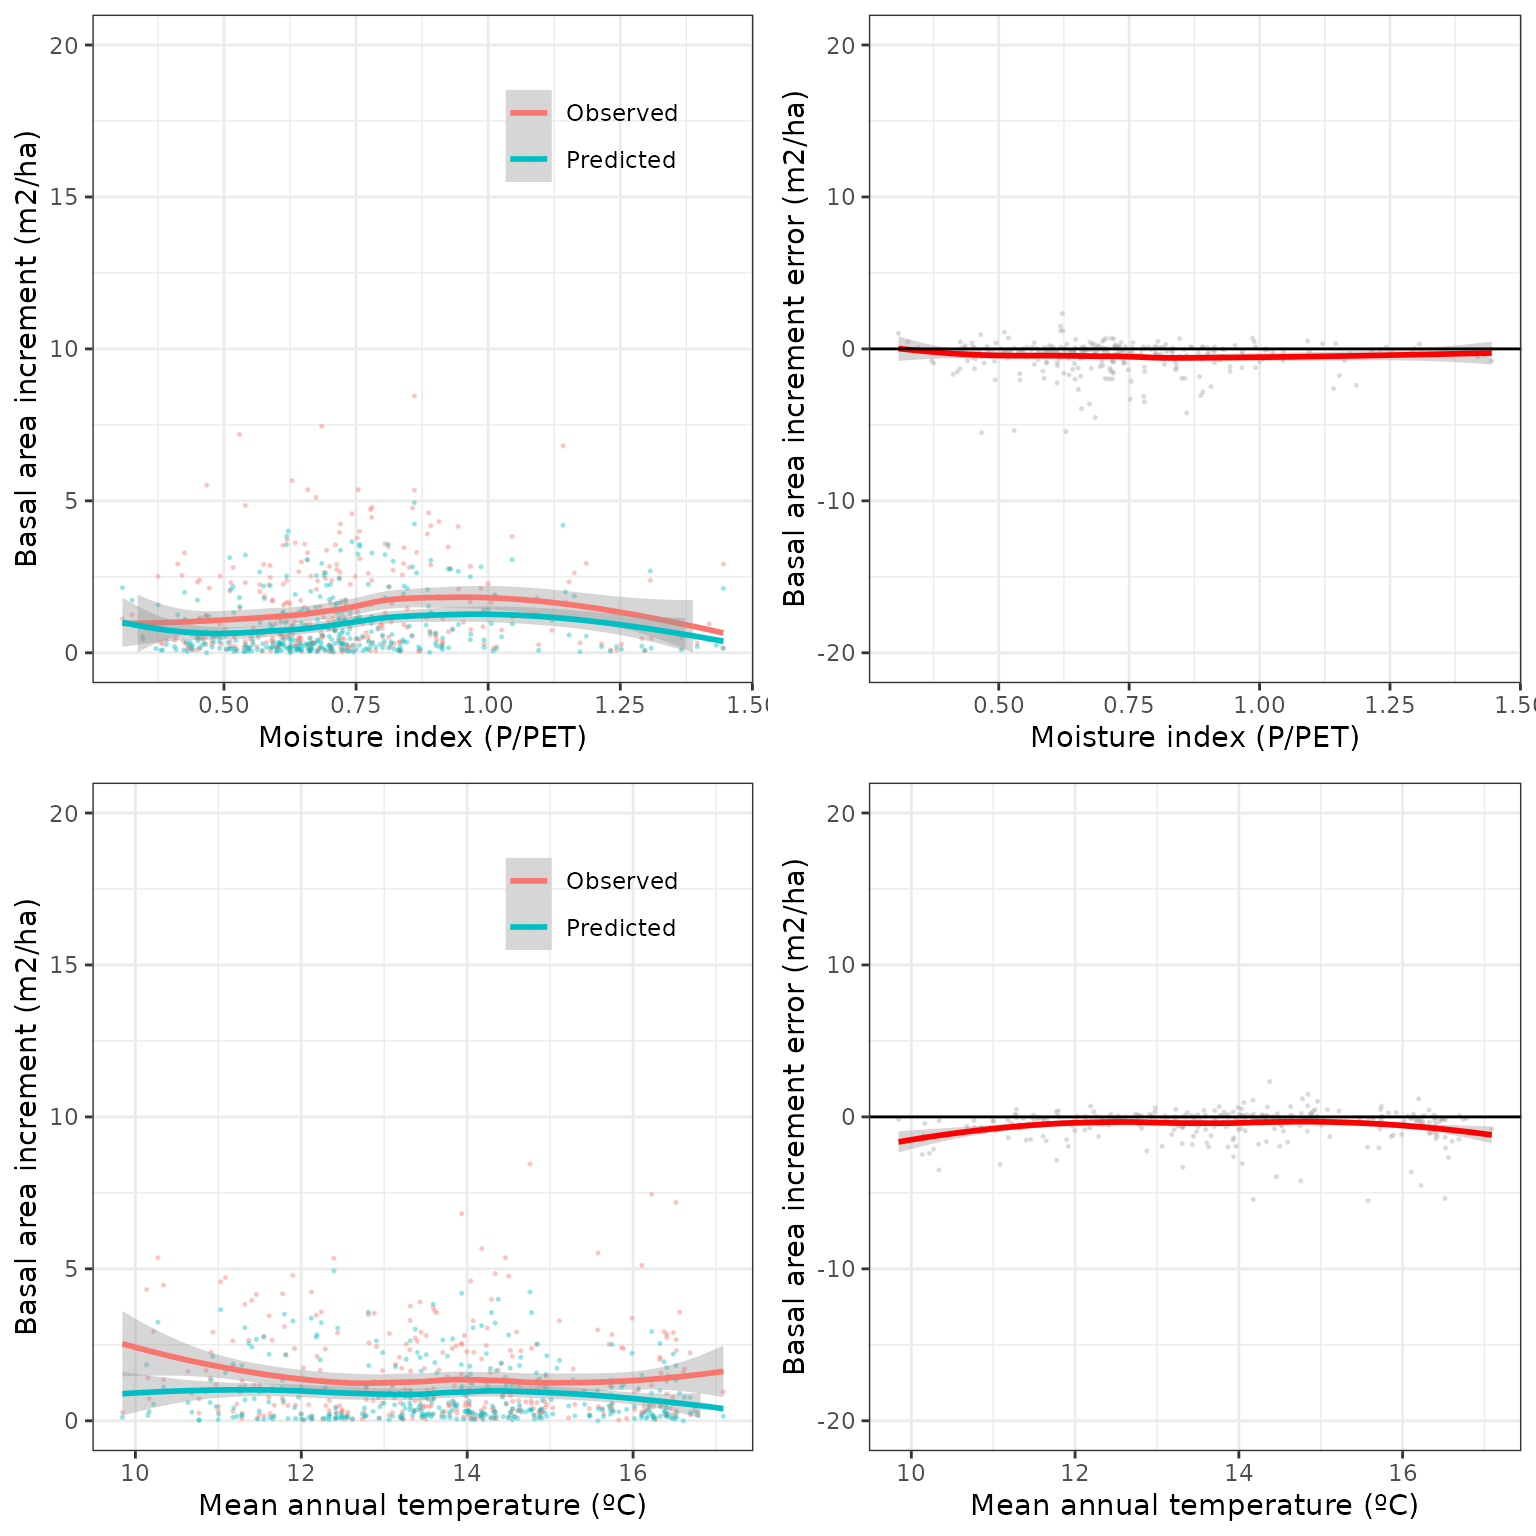 Basal area increment (m2/ha)
20
15
10
5
0
Observed
Predicted
0.50 0.75 1.00 1.25 1.50
Moisture index (P/PET)
Basal area increment error (m2/ha)
20
10
0
-10
-20
0.50 0.75 1.00 1.25 1.50
Moisture index (P/PET)
Basal area increment (m2/ha)
20
15
10
5
0
Observed
Predicted
10 12 14 16
Mean annual temperature (ºC)
Basal area increment error (m2/ha)
20
10
0
-10
-20
10 12 14 16
Mean annual temperature (ºC)